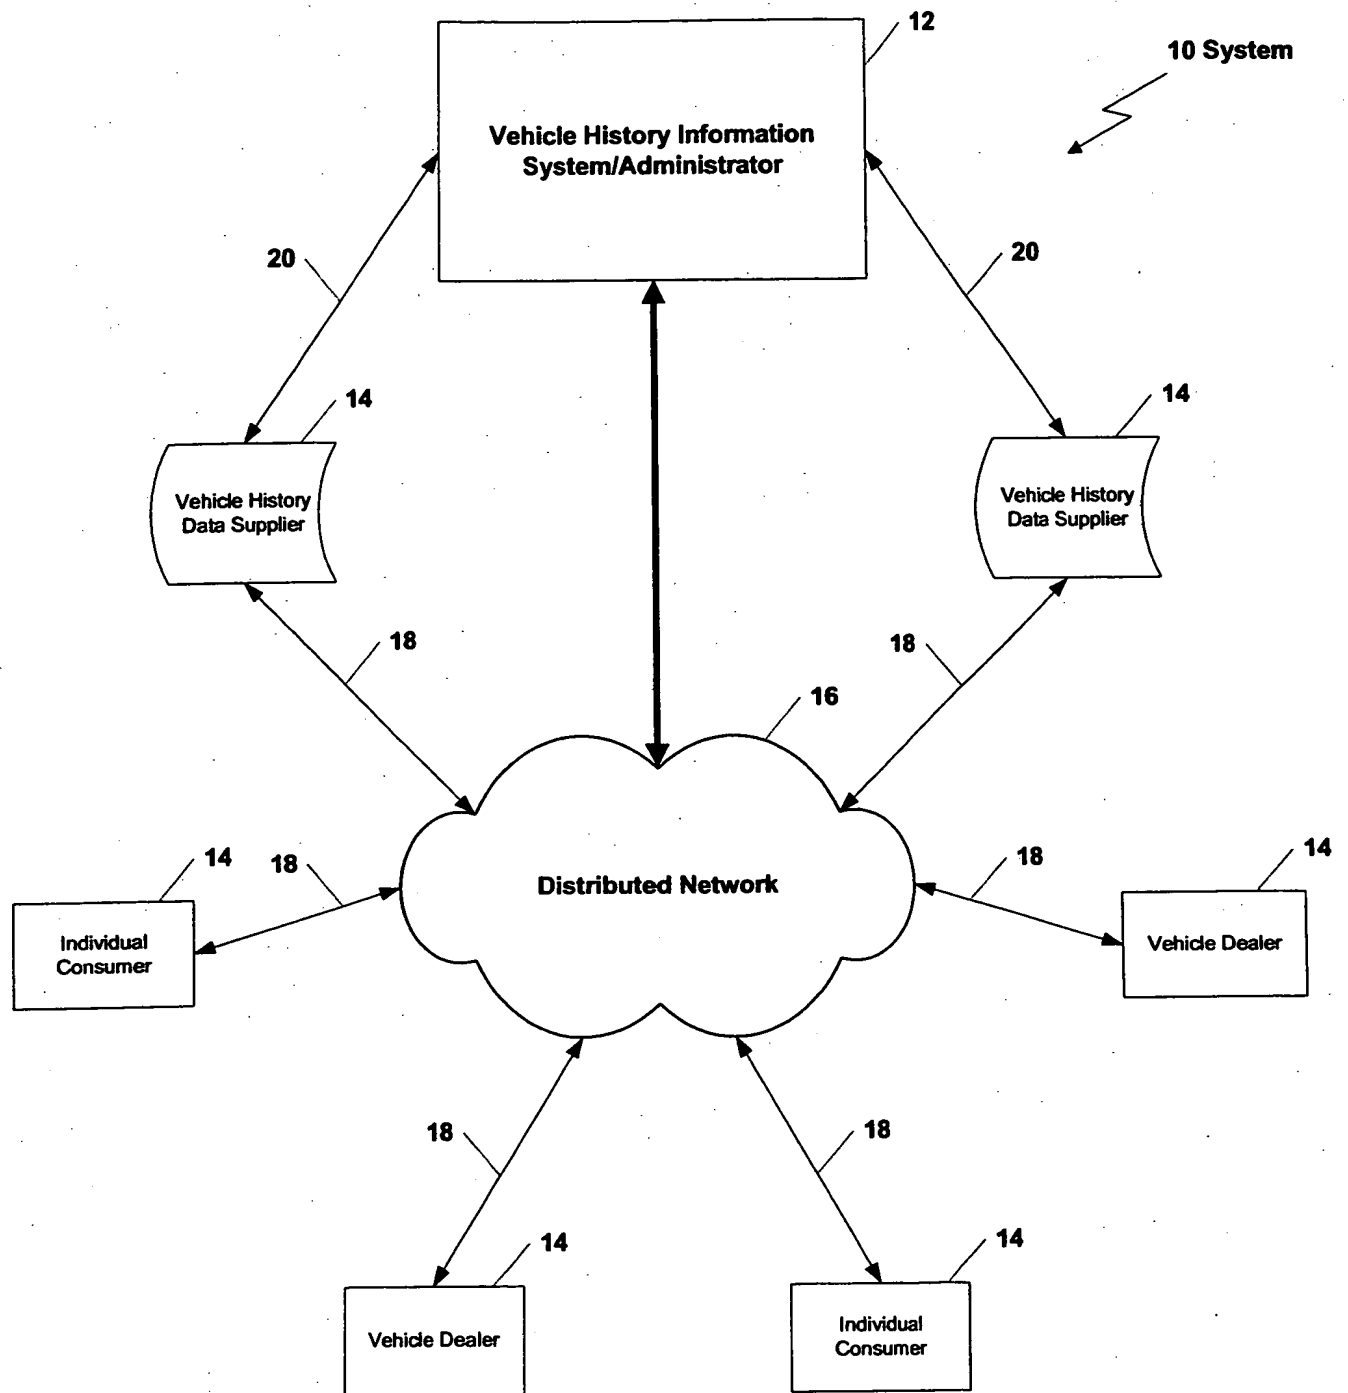 12
10 System
Vehicle History Information
System/Administrator
20
20
14
14
Vehicle History
Data Supplier
Vehicle History
Data Supplier
18
18
16
14
18
18
14
Distributed Network
Individual
Consumer
Vehicle Dealer
18
18
14
14
Vehicle Dealer
Individual
Consumer